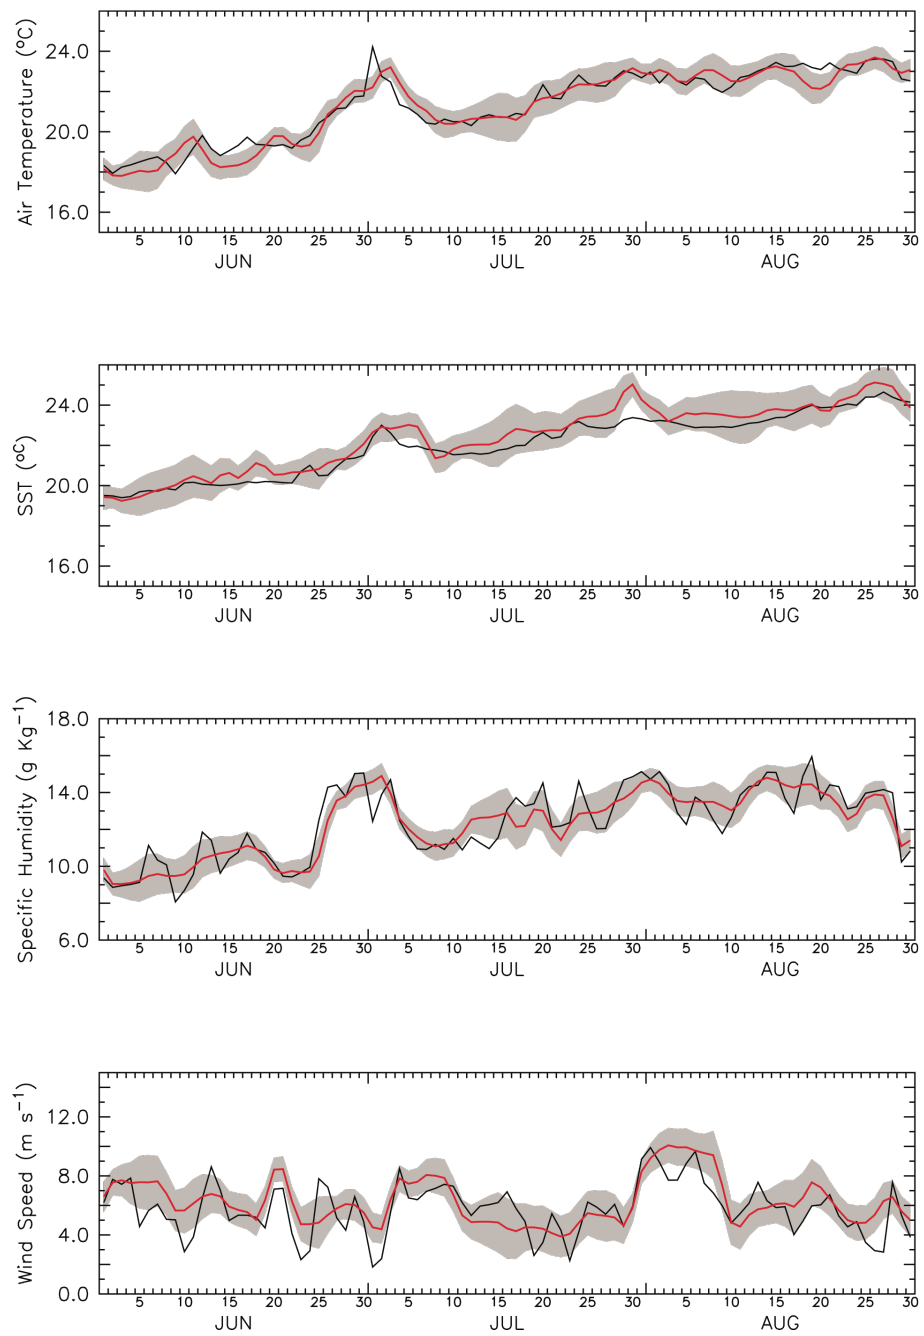 Air Temperature (°C)
24.0
20.0
16.0
5 10 15 20 25 30 5 10 15 20 25 30 5 10 15 20 25 30
JUN JUL AUG
SST (°C)
24.0
20.0
16.0
5 10 15 20 25 30 5 10 15 20 25 30 5 10 15 20 25 30
JUN JUL AUG
Specific Humidity (g Kg⁻¹)
18.0
14.0
10.0
6.0
5 10 15 20 25 30 5 10 15 20 25 30 5 10 15 20 25 30
JUN JUL AUG
Wind Speed (m s⁻¹)
12.0
8.0
4.0
0.0
5 10 15 20 25 30 5 10 15 20 25 30 5 10 15 20 25 30
JUN JUL AUG